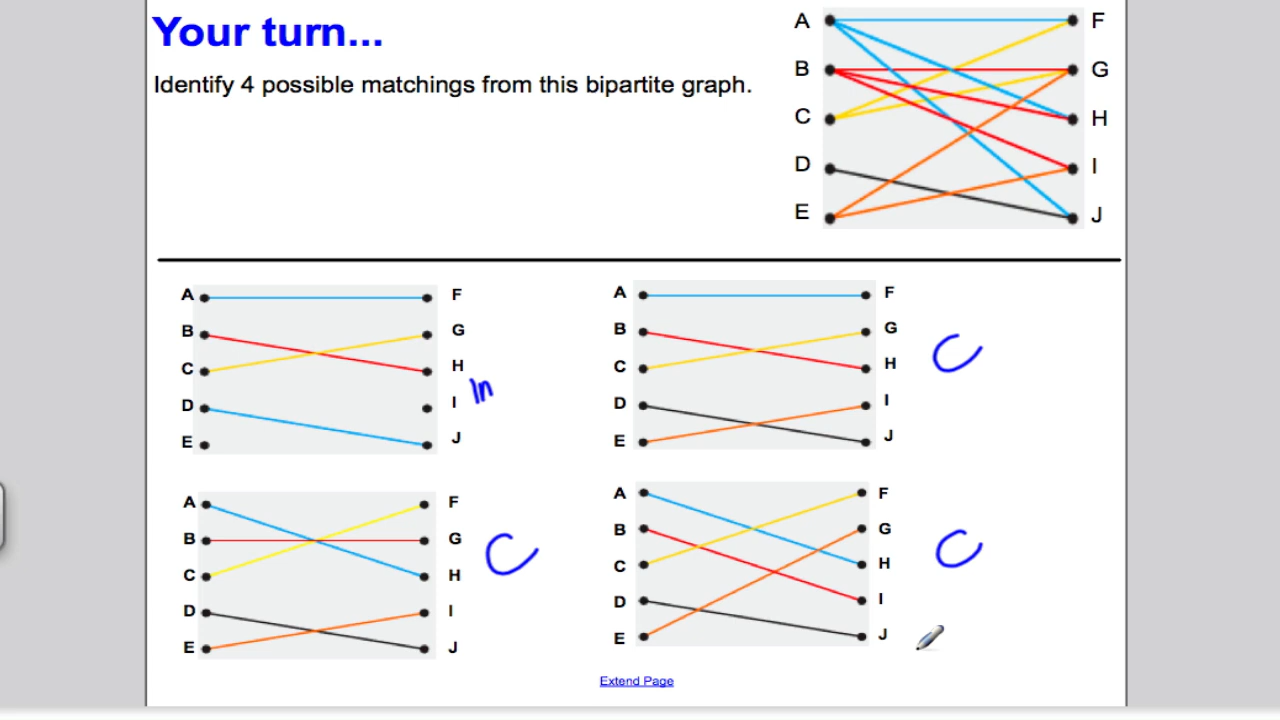 Your turn...
Identify 4 possible matchings from this bipartite graph.
A F
B G
C H
D I
E J
A F
B G
C H
D I In
E J
A F
B G
C H C
D I
E J
A F
B G C
C H
D I
E J
A F
B G
C H C
D I
E J
Extend Page